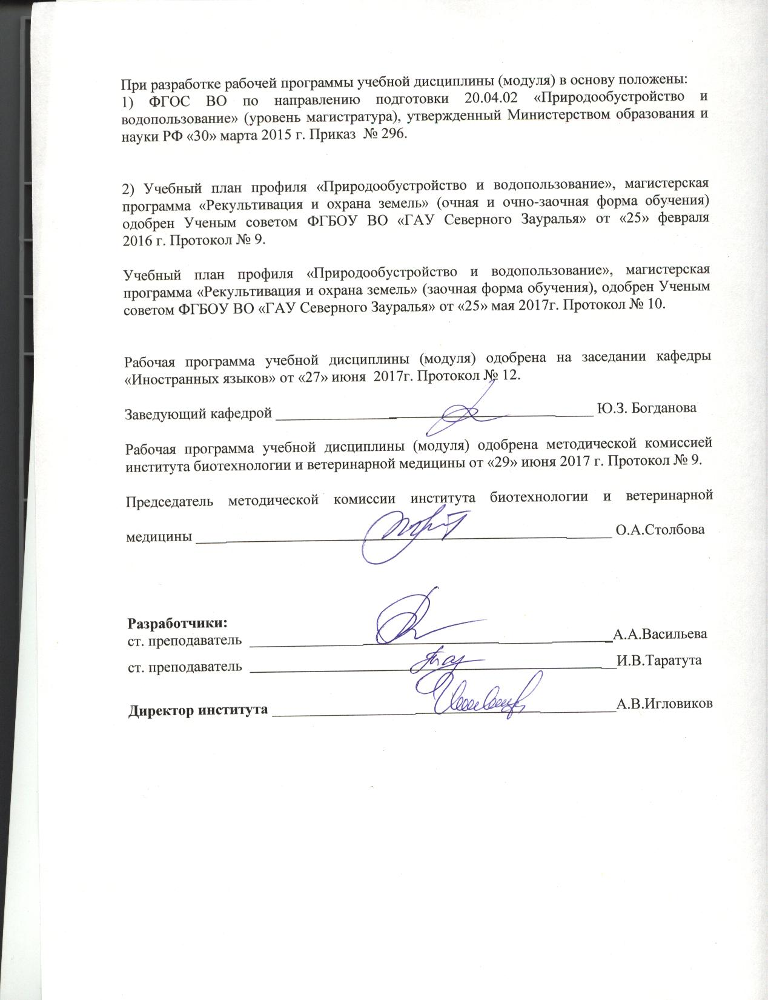 При разработке рабочей программы учебной дисциплины (модуля) в основу положены:
1) ФГОС ВО по направлению подготовки 20.04.02 «Природообустройство и
водопользование» (уровень магистратура), утвержденный Министерством образования и
науки РФ «30» марта 2015 г. Приказ № 296.
2) Учебный план профиля «Природообустройство и водопользование», магистерская
программа «Рекультивация и охрана земель» (очная и очно-заочная форма обучения)
одобрен Ученым советом ФГБОУ ВО «ГАУ Северного Зауралья» от «25» февраля
2016 г. Протокол № 9.
Учебный план профиля «Природообустройство и водопользование», магистерская
программа «Рекультивация и охрана земель» (заочная форма обучения), одобрен Ученым
советом ФГБОУ ВО «ГАУ Северного Зауралья» от «25» мая 2017г. Протокол № 10.
Рабочая программа учебной дисциплины (модуля) одобрена на заседании кафедры
«Иностранных языков» от «27» июня 2017г. Протокол № 12.
Заведующий кафедрой ____________ Ю.З. Богданова
Рабочая программа учебной дисциплины (модуля) одобрена методической комиссией
института биотехнологии и ветеринарной медицины от «29» июня 2017 г. Протокол № 9.
Председатель методической комиссии института биотехнологии и ветеринарной
медицины ____________ О.А.Столбова
Разработчики:
ст. преподаватель ____________А.А.Васильева
ст. преподаватель ____________И.В.Таратута
Директор института ____________А.В.Игловиков